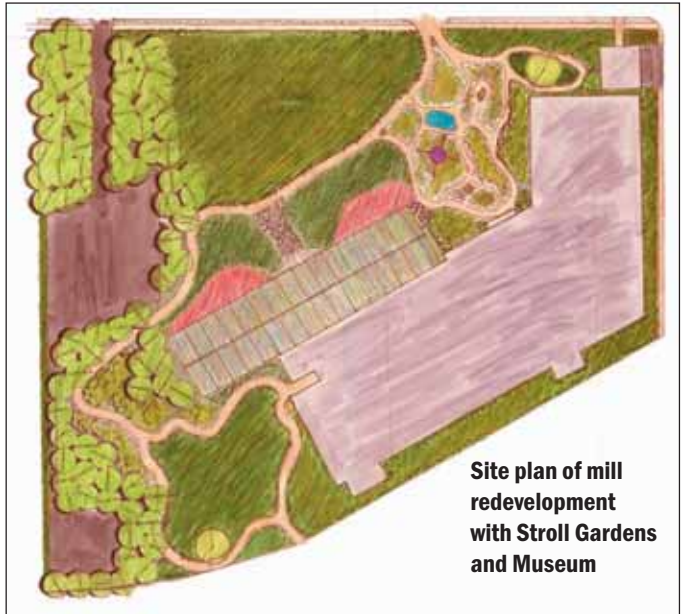 Site plan of mill
redevelopment
with Stroll Gardens
and Museum